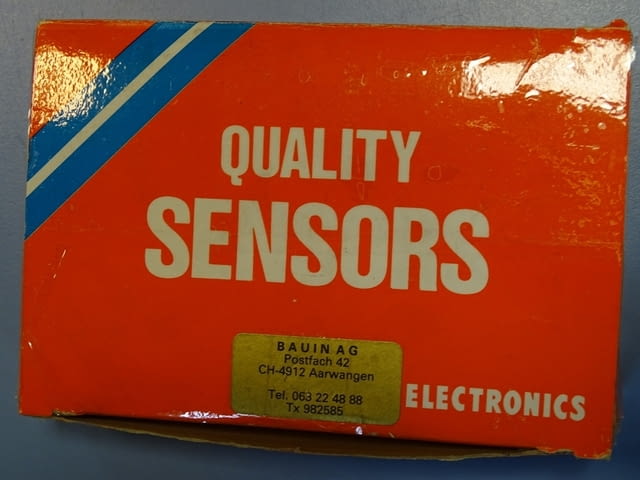 QUALITY
SENSORS
BAUIN AG
Postfach 42
CH-4912 Aarwangen
Tel. 063 22 48 88
Tx 982585
ELECTRONICS